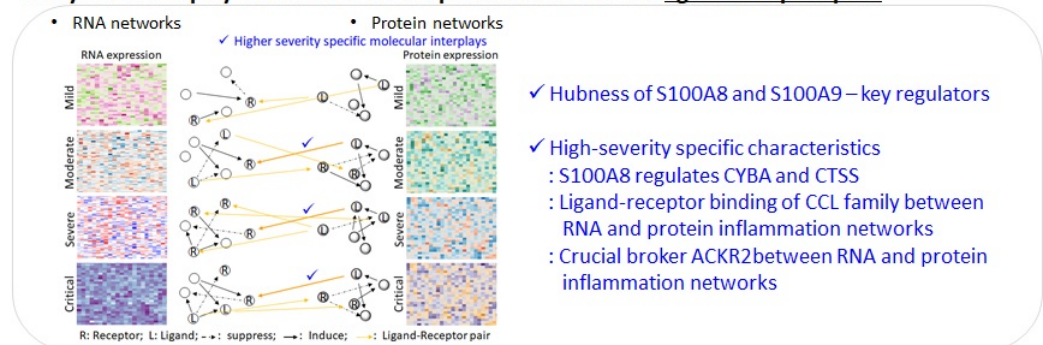 • RNA networks
• Protein networks
✓ Higher severity specific molecular interplays
RNA expression
Protein expression
Mild
Mild
Moderate
Moderate
Severe
Severe
Critical
Critical
R: Receptor; L: Ligand; - - ➔: suppress; ➔: Induce; ➔: Ligand-Receptor pair
✓ Hubness of S100A8 and S100A9 – key regulators
✓ High-severity specific characteristics
: S100A8 regulates CYBA and CTSS
: Ligand-receptor binding of CCL family between
RNA and protein inflammation networks
: Crucial broker ACKR2between RNA and protein
inflammation networks